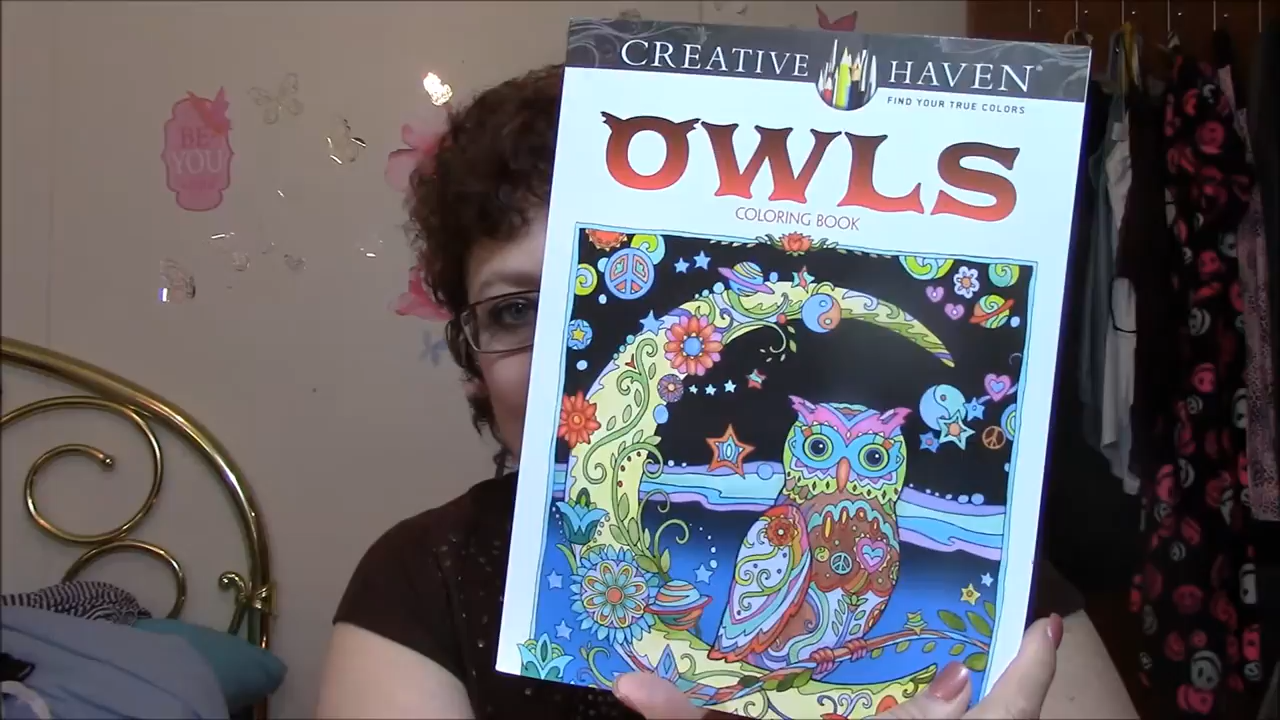 CREATIVE HAVEN®
FIND YOUR TRUE COLORS
OWLS
COLORING BOOK
BE
YOU